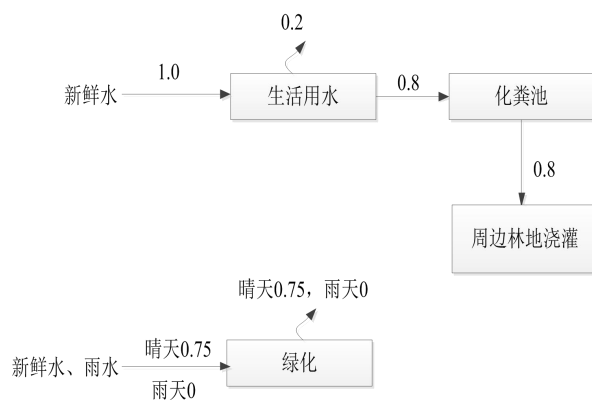 0.2
1.0
新鲜水
生活用水
0.8
化粪池
0.8
周边林地浇灌
晴天0.75，雨天0
晴天0.75
新鲜水、雨水
绿化
雨天0